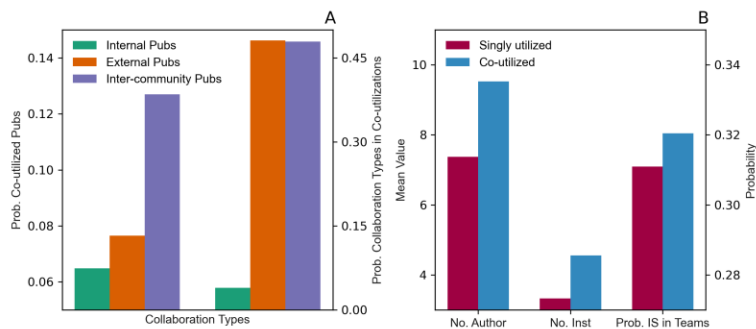 A
Internal Pubs
External Pubs
Inter-community Pubs
Prob. Co-utilized Pubs
0.14
0.12
0.10
0.08
0.06
0.45
0.30
0.15
0.00
Prob. Collaboration Types in Co-utilizations
Collaboration Types
B
Singly utilized
Co-utilized
Mean Value
10
8
6
4
0.34
0.32
0.30
0.28
Probability
No. Author
No. Inst
Prob. IS in Teams